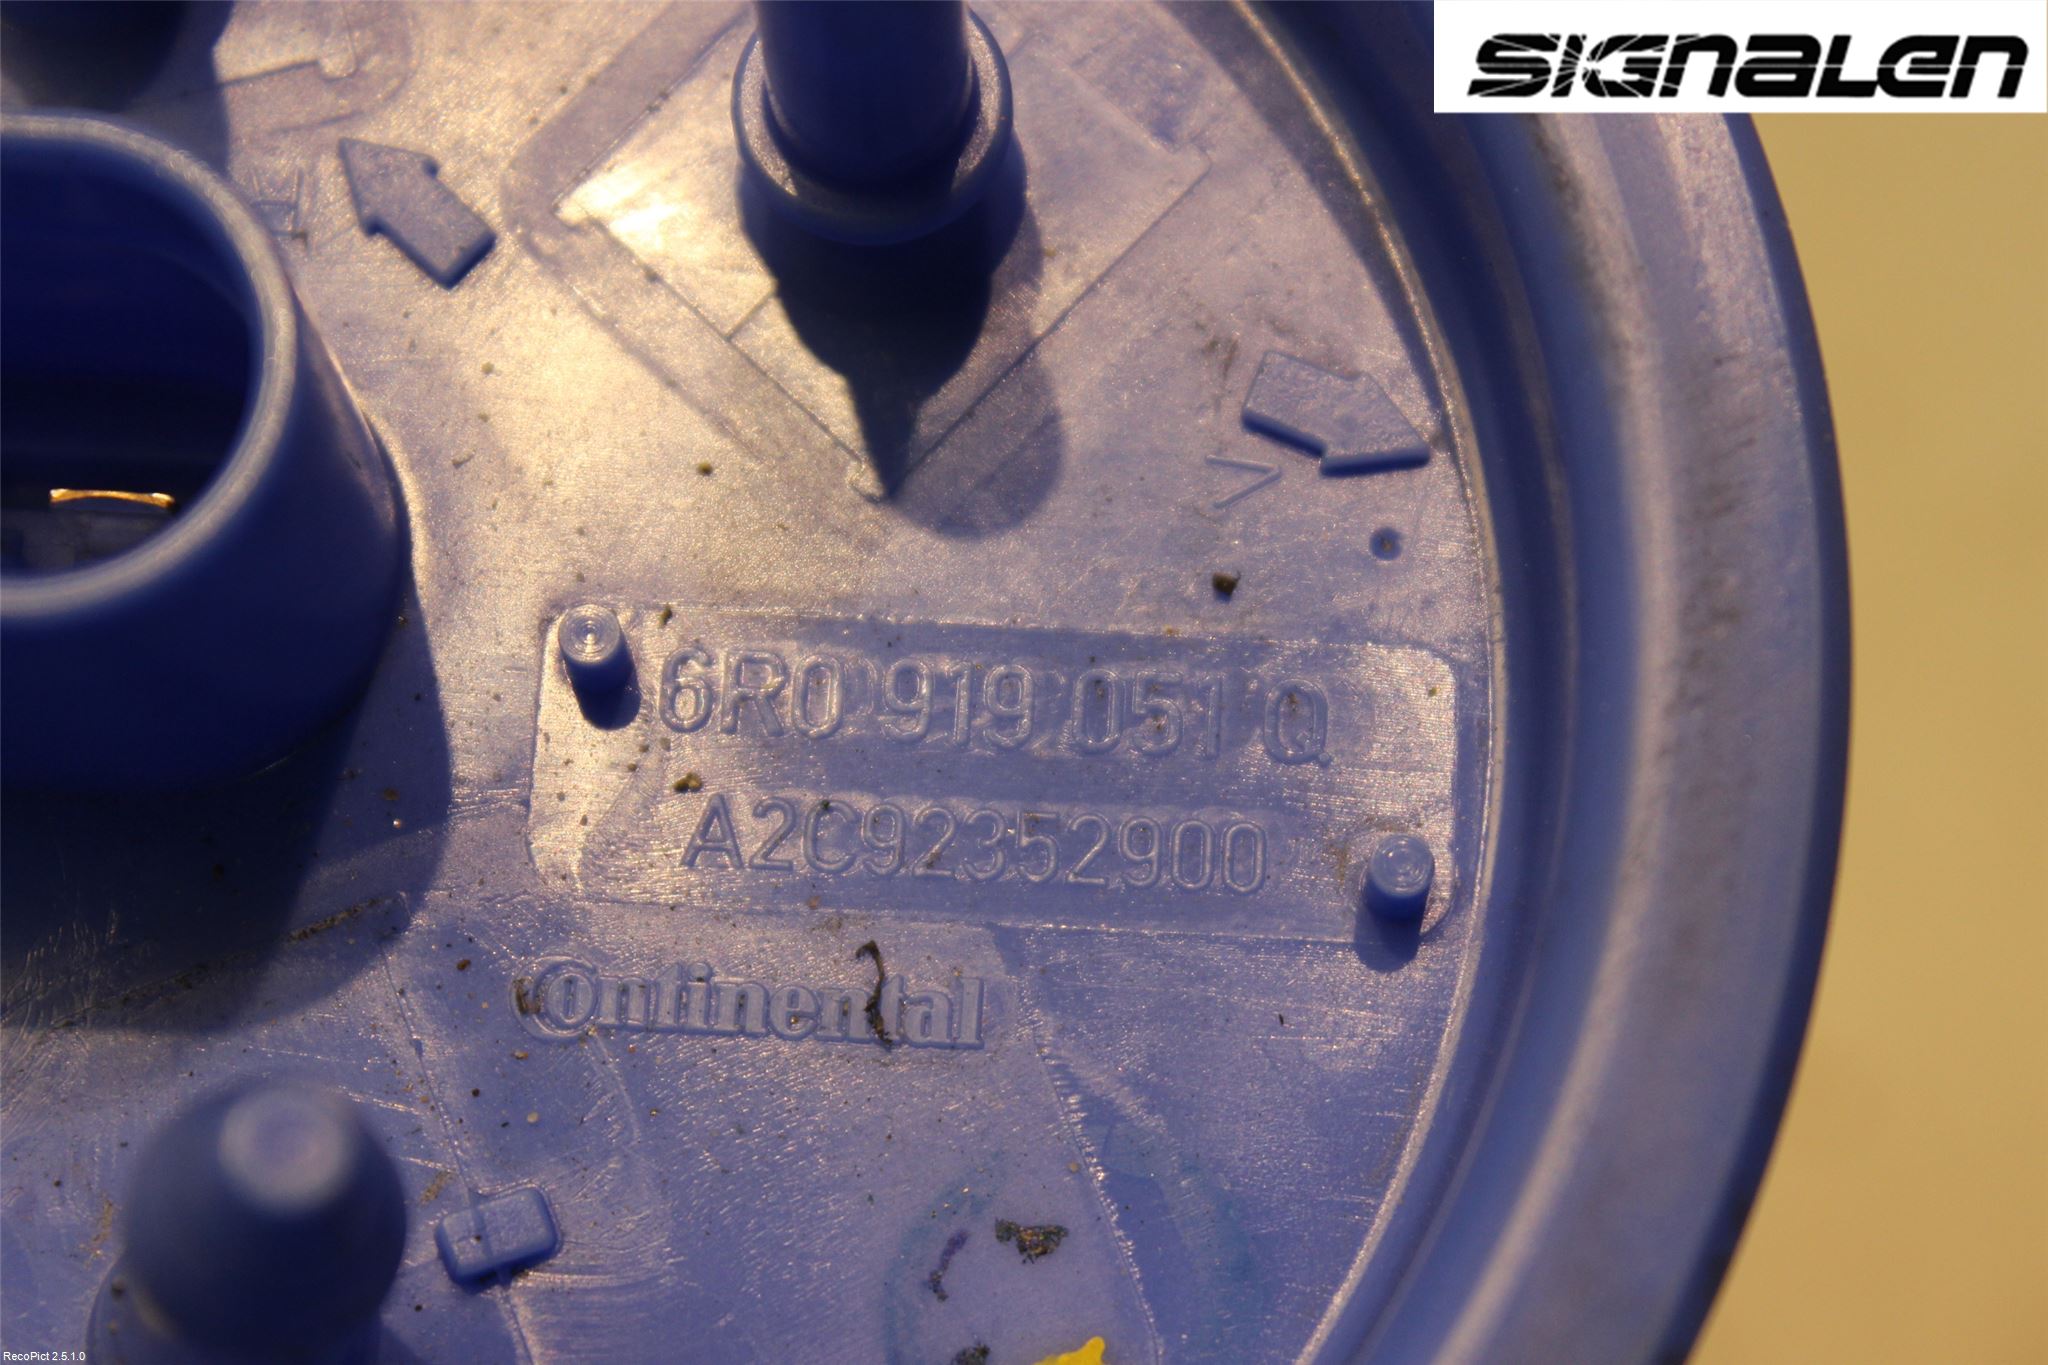 SIGNALEN
V
6R0 919 051 Q
A2C92352900
Continental
RecoPict 2.5.1.0